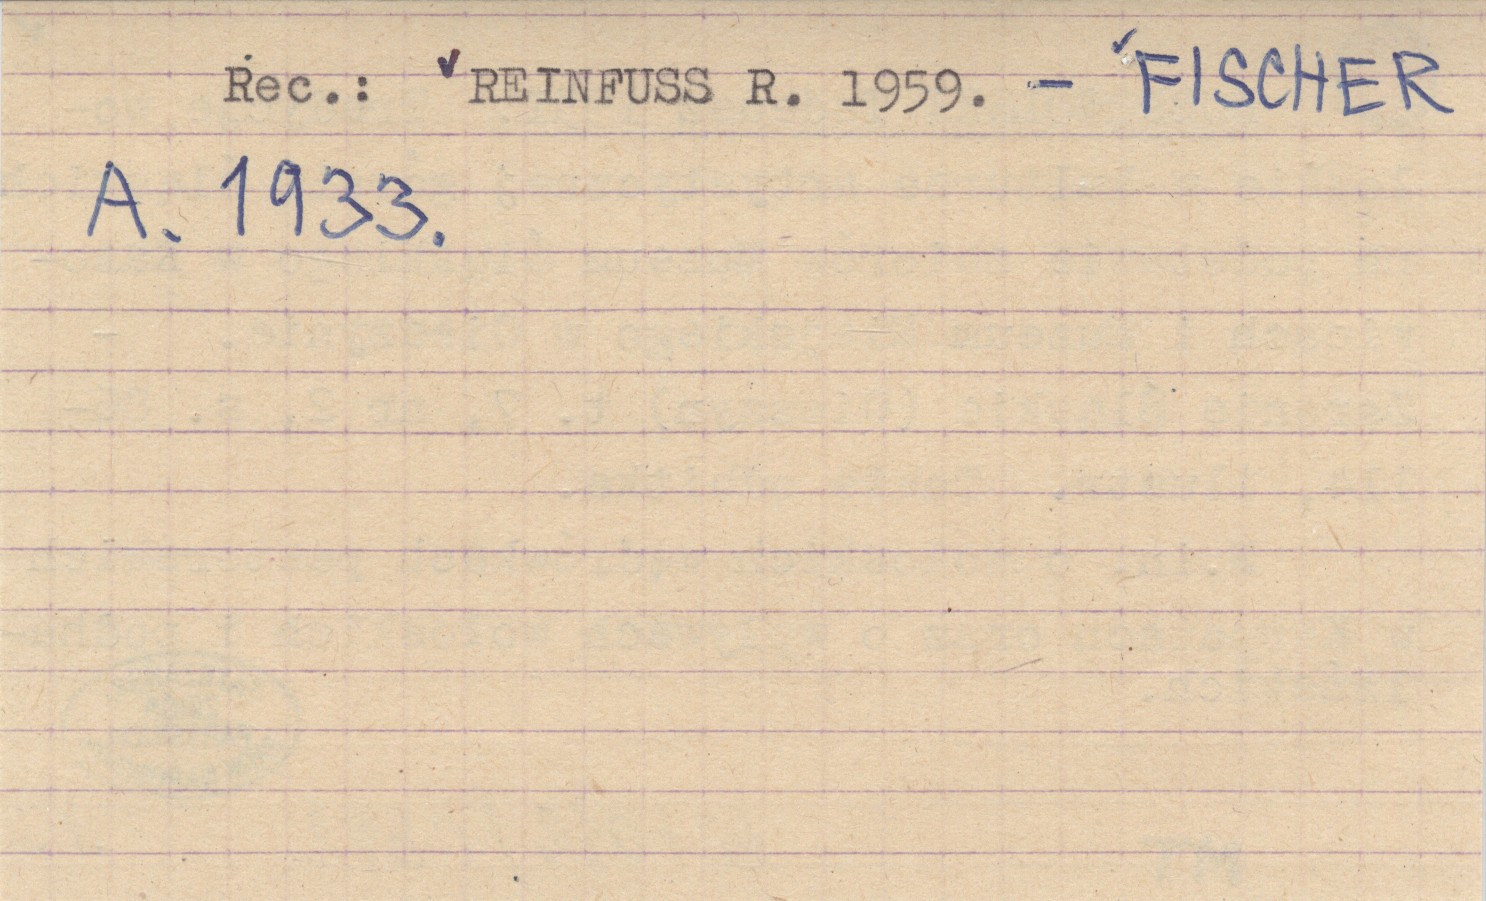 Rec.: ✓REINFUSS R. 1959. – ✓FISCHER
A. 1933.